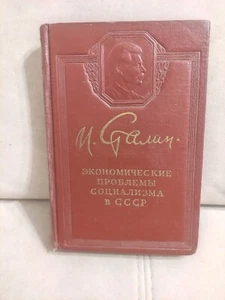 И. Сталин.
ЭКОНОМИЧЕСКИЕ
ПРОБЛЕМЫ
СОЦИАЛИЗМА
В СССР